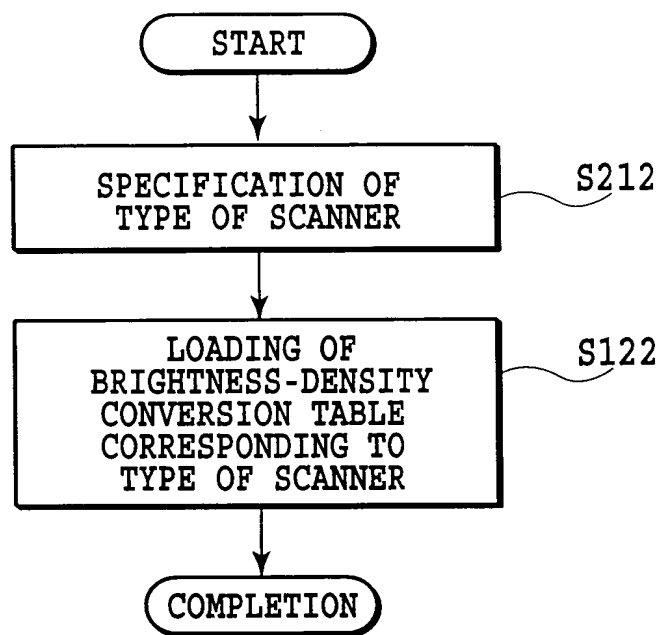 START
SPECIFICATION OF
TYPE OF SCANNER
S212
LOADING OF
BRIGHTNESS-DENSITY
CONVERSION TABLE
CORRESPONDING TO
TYPE OF SCANNER
S122
COMPLETION